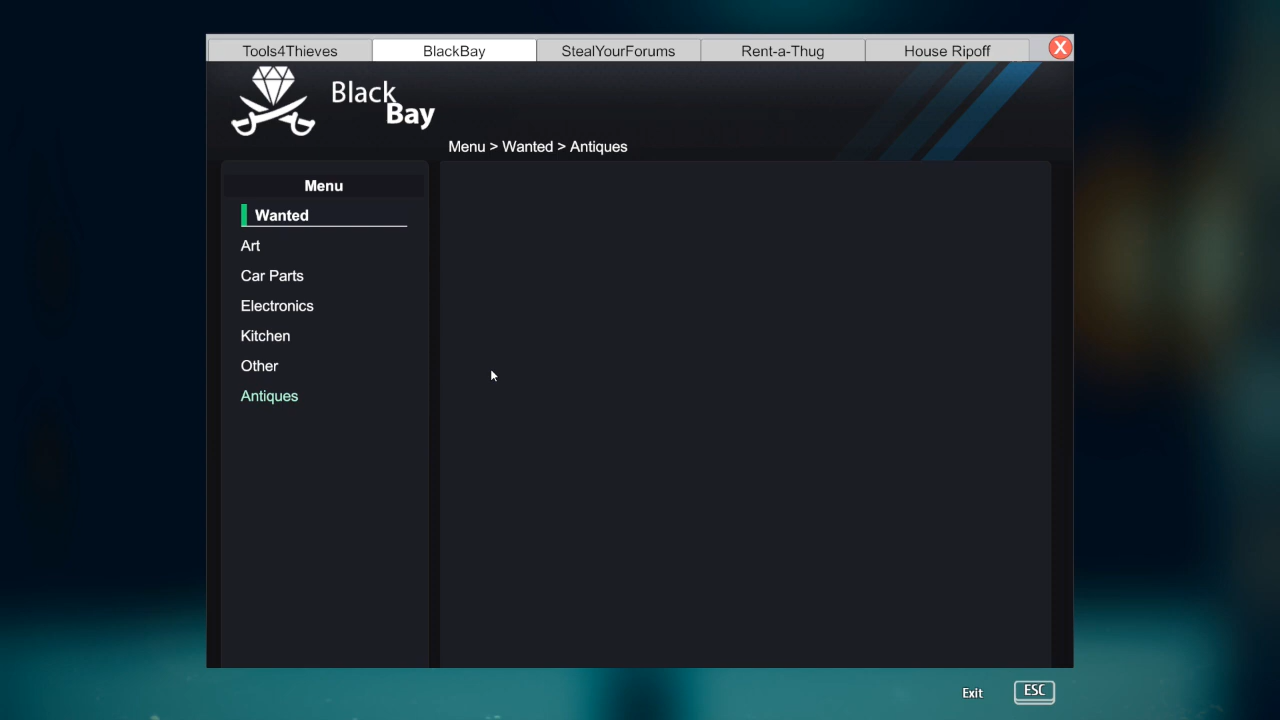 Tools4Thieves
BlackBay
StealYourForums
Rent-a-Thug
House Ripoff
X
Black
Bay
Menu > Wanted > Antiques
Menu
Wanted
Art
Car Parts
Electronics
Kitchen
Other
Antiques
Exit
ESC